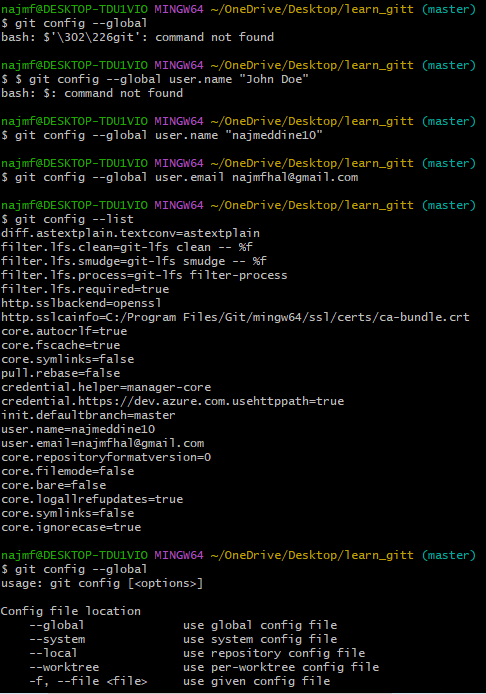 najmf@DESKTOP-TDU1VIO MINGW64 ~/OneDrive/Desktop/learn_gitt (master)
$ git config --global
bash: $'\302\226git': command not found

najmf@DESKTOP-TDU1VIO MINGW64 ~/OneDrive/Desktop/learn_gitt (master)
$ $ git config --global user.name "John Doe"
bash: $: command not found

najmf@DESKTOP-TDU1VIO MINGW64 ~/OneDrive/Desktop/learn_gitt (master)
$ git config --global user.name "najmeddine10"

najmf@DESKTOP-TDU1VIO MINGW64 ~/OneDrive/Desktop/learn_gitt (master)
$ git config --global user.email najmfhal@gmail.com

najmf@DESKTOP-TDU1VIO MINGW64 ~/OneDrive/Desktop/learn_gitt (master)
$ git config --list
diff.astextplain.textconv=astextplain
filter.lfs.clean=git-lfs clean -- %f
filter.lfs.smudge=git-lfs smudge -- %f
filter.lfs.process=git-lfs filter-process
filter.lfs.required=true
http.sslbackend=openssl
http.sslcainfo=C:/Program Files/Git/mingw64/ssl/certs/ca-bundle.crt
core.autocrlf=true
core.fscache=true
core.symlinks=false
pull.rebase=false
credential.helper=manager-core
credential.https://dev.azure.com.usehttppath=true
init.defaultbranch=master
user.name=najmeddine10
user.email=najmfhal@gmail.com
core.repositoryformatversion=0
core.filemode=false
core.bare=false
core.logallrefupdates=true
core.symlinks=false
core.ignorecase=true

najmf@DESKTOP-TDU1VIO MINGW64 ~/OneDrive/Desktop/learn_gitt (master)
$ git config --global
usage: git config [<options>]

Config file location
    --global              use global config file
    --system              use system config file
    --local               use repository config file
    --worktree            use per-worktree config file
    -f, --file <file>     use given config file